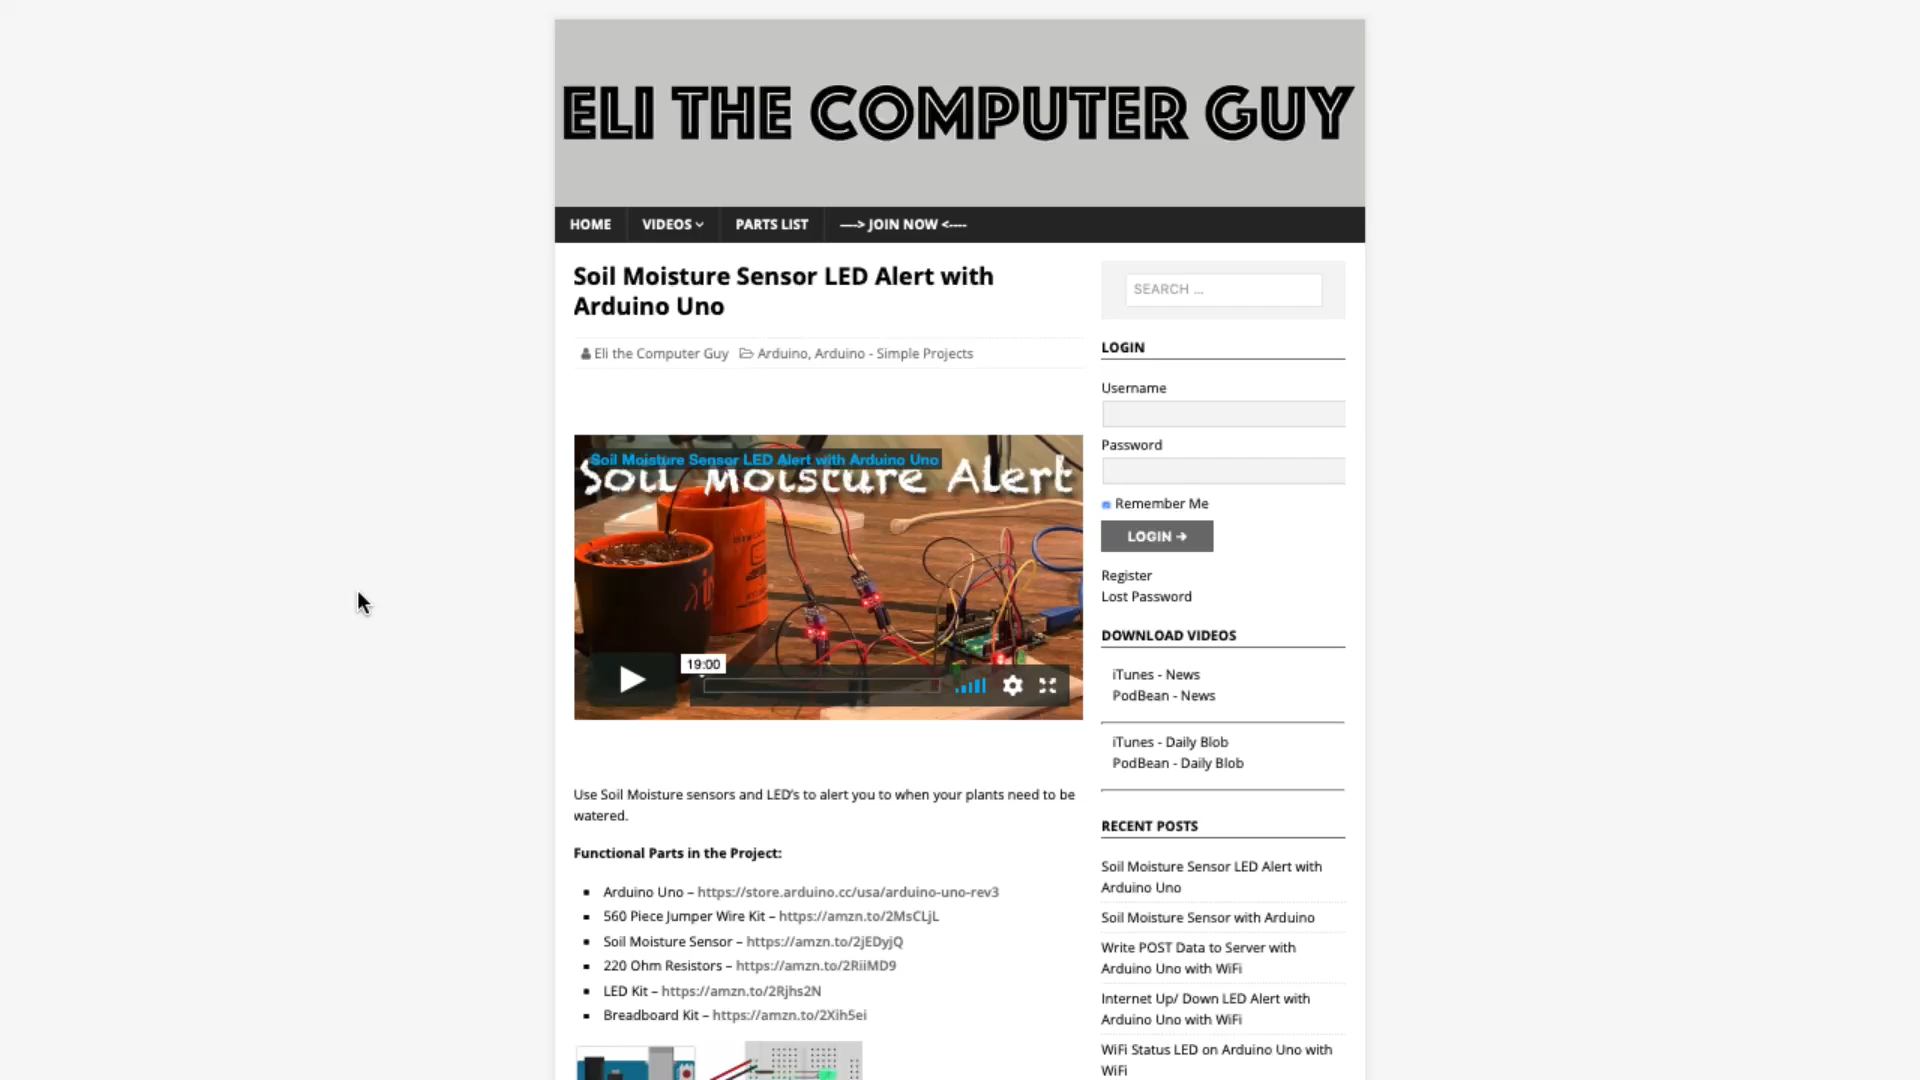 ELI THE COMPUTER GUY
HOME
VIDEOS
PARTS LIST
----> JOIN NOW <----
Soil Moisture Sensor LED Alert with
Arduino Uno
Eli the Computer Guy
Arduino, Arduino - Simple Projects
Soil Moisture Sensor LED Alert with Arduino Uno
Soil Moisture Alert
19:00
Use Soil Moisture sensors and LED's to alert you to when your plants need to be
watered.
Functional Parts in the Project:
Arduino Uno – https://store.arduino.cc/usa/arduino-uno-rev3
560 Piece Jumper Wire Kit – https://amzn.to/2MsCLjL
Soil Moisture Sensor – https://amzn.to/2jEDyjQ
220 Ohm Resistors – https://amzn.to/2RiiMD9
LED Kit – https://amzn.to/2Rjhs2N
Breadboard Kit – https://amzn.to/2Xih5ei
SEARCH ...
LOGIN
Username
Password
Remember Me
LOGIN →
Register
Lost Password
DOWNLOAD VIDEOS
iTunes - News
PodBean - News
iTunes - Daily Blob
PodBean - Daily Blob
RECENT POSTS
Soil Moisture Sensor LED Alert with
Arduino Uno
Soil Moisture Sensor with Arduino
Write POST Data to Server with
Arduino Uno with WiFi
Internet Up/ Down LED Alert with
Arduino Uno with WiFi
WiFi Status LED on Arduino Uno with
WiFi